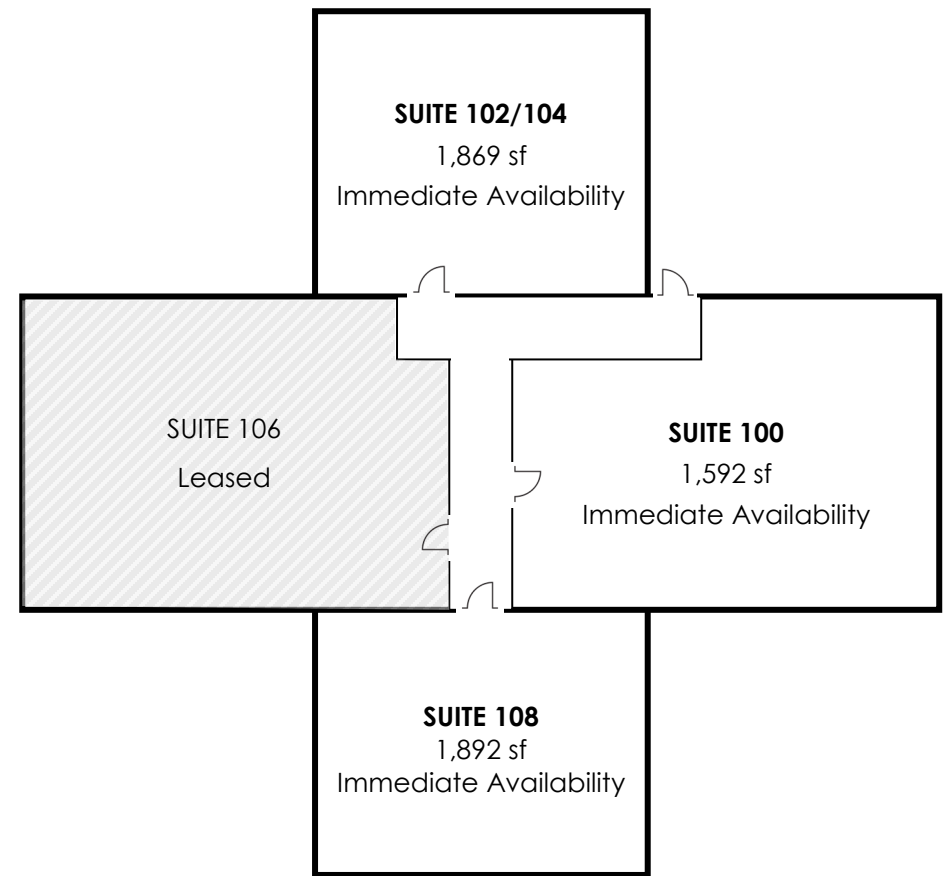 SUITE 102/104
1,869 sf
Immediate Availability
SUITE 106
Leased
SUITE 100
1,592 sf
Immediate Availability
SUITE 108
1,892 sf
Immediate Availability